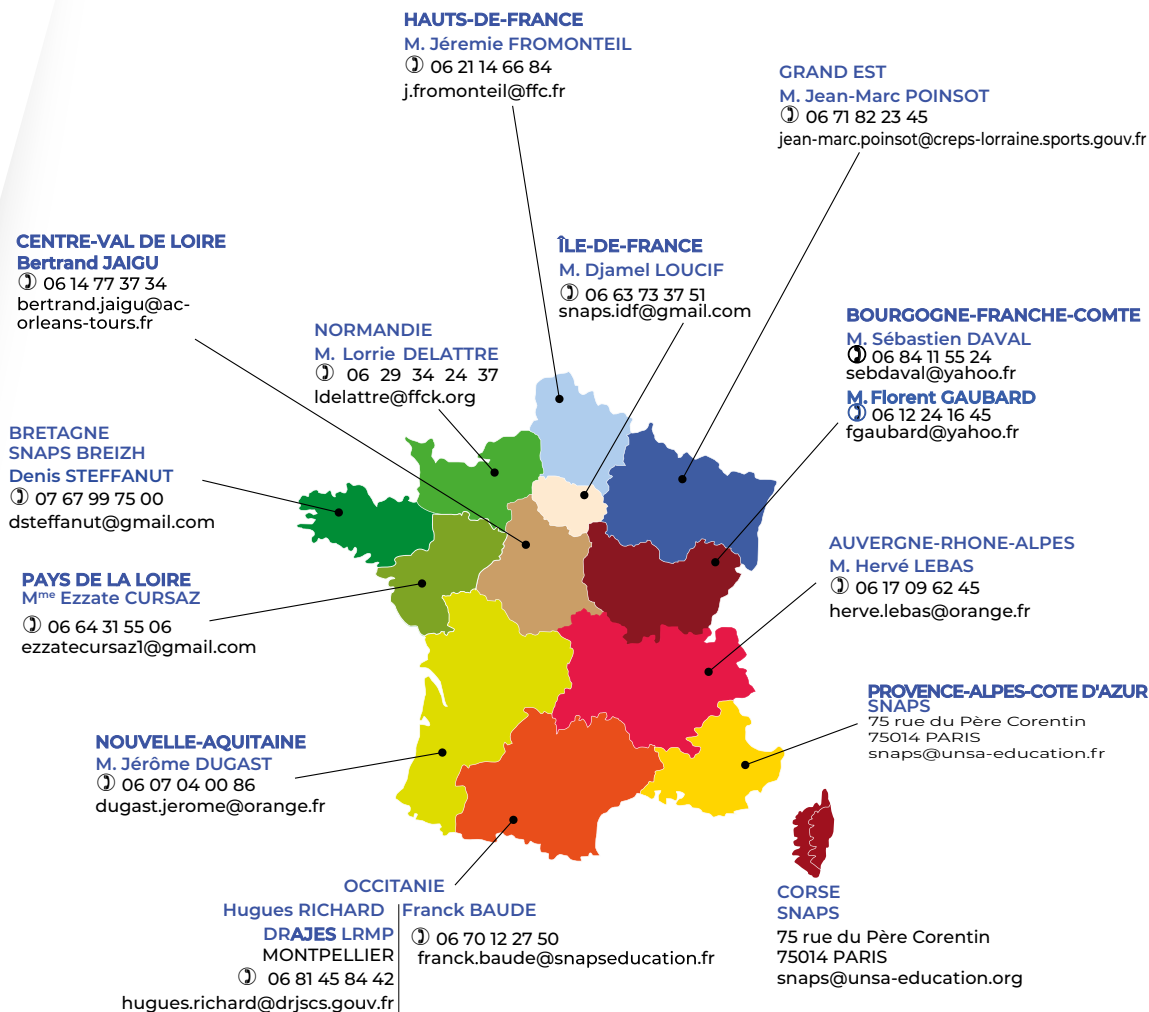 HAUTS-DE-FRANCE
M. Jéremie FROMONTEIL
✆ 06 21 14 66 84
j.fromonteil@ffc.fr
GRAND EST
M. Jean-Marc POINSOT
✆ 06 71 82 23 45
jean-marc.poinsot@creps-lorraine.sports.gouv.fr
CENTRE-VAL DE LOIRE
Bertrand JAIGU
✆ 06 14 77 37 34
bertrand.jaigu@ac-
orleans-tours.fr
ÎLE-DE-FRANCE
M. Djamel LOUCIF
✆ 06 63 73 37 51
snaps.idf@gmail.com
NORMANDIE
M. Lorrie DELATTRE
✆ 06 29 34 24 37
ldelattre@ffck.org
BOURGOGNE-FRANCHE-COMTE
M. Sébastien DAVAL
✆ 06 84 11 55 24
sebdaval@yahoo.fr
M. Florent GAUBARD
✆ 06 12 24 16 45
fgaubard@yahoo.fr
BRETAGNE
SNAPS BREIZH
Denis STEFFANUT
✆ 07 67 99 75 00
dsteffanut@gmail.com
AUVERGNE-RHONE-ALPES
M. Hervé LEBAS
✆ 06 17 09 62 45
herve.lebas@orange.fr
PAYS DE LA LOIRE
Mme Ezzate CURSAZ
✆ 06 64 31 55 06
ezzatecursaz1@gmail.com
PROVENCE-ALPES-COTE D'AZUR
SNAPS
75 rue du Père Corentin
75014 PARIS
snaps@unsa-education.fr
NOUVELLE-AQUITAINE
M. Jérôme DUGAST
✆ 06 07 04 00 86
dugast.jerome@orange.fr
OCCITANIE
Hugues RICHARD
DRAJES LRMP
MONTPELLIER
✆ 06 81 45 84 42
hugues.richard@drjscs.gouv.fr
Franck BAUDE
✆ 06 70 12 27 50
franck.baude@snapseducation.fr
CORSE
SNAPS
75 rue du Père Corentin
75014 PARIS
snaps@unsa-education.org